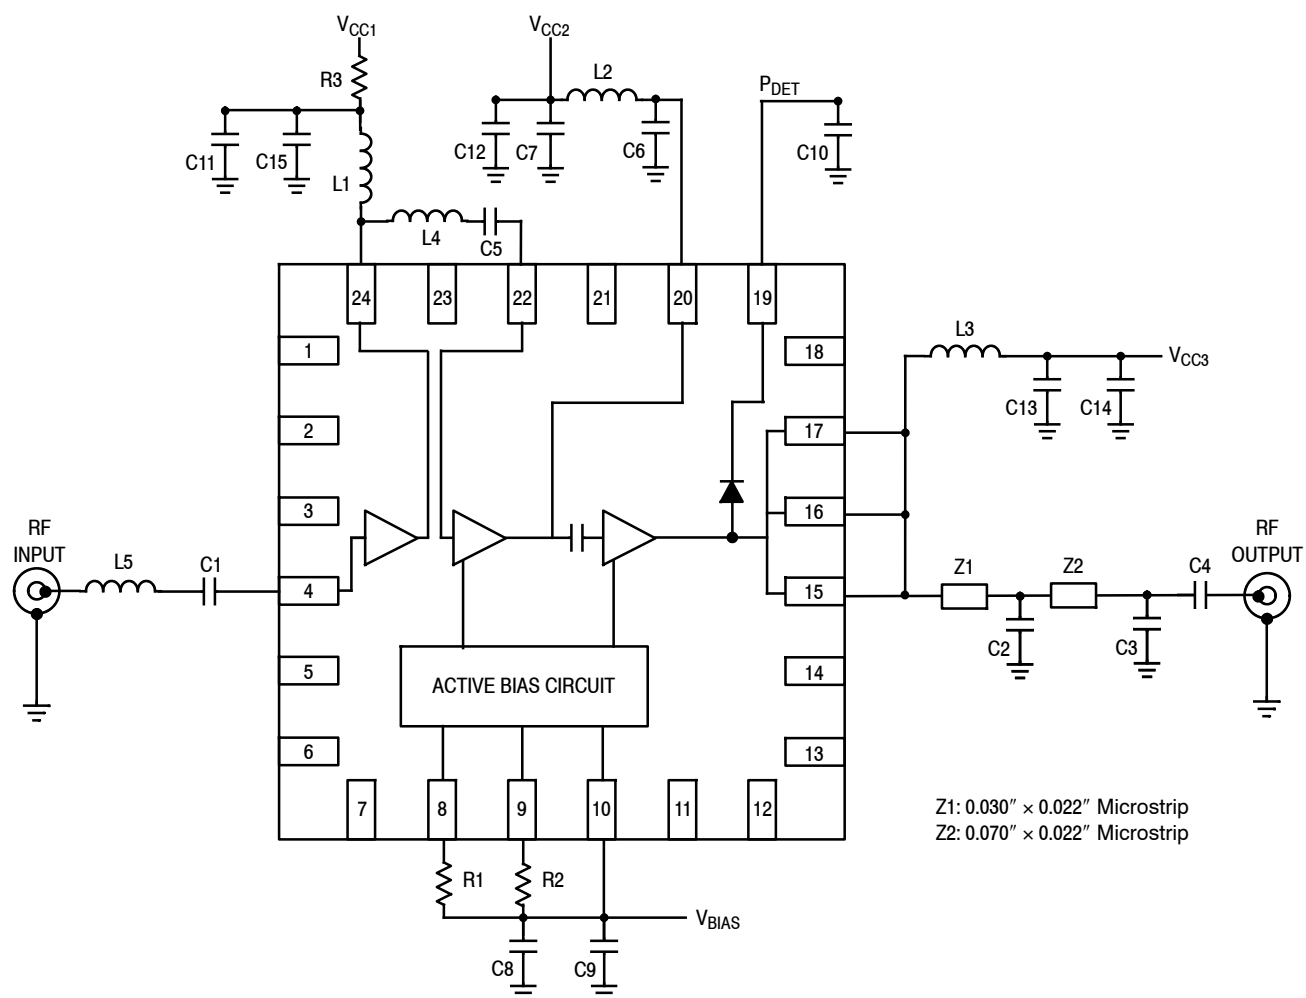 VCC1
VCC2
R3
L2
PDET
C11
C15
C12
C7
C6
C10
L1
L4
C5
24
23
22
21
20
19
1
18
L3
VCC3
C13
C14
2
17
3
16
RF
INPUT
RF
OUTPUT
L5
C1
4
15
Z1
Z2
C4
C2
C3
5
ACTIVE BIAS CIRCUIT
14
6
13
7
8
9
10
11
12
Z1: 0.030″ × 0.022″ Microstrip
Z2: 0.070″ × 0.022″ Microstrip
R1
R2
VBIAS
C8
C9